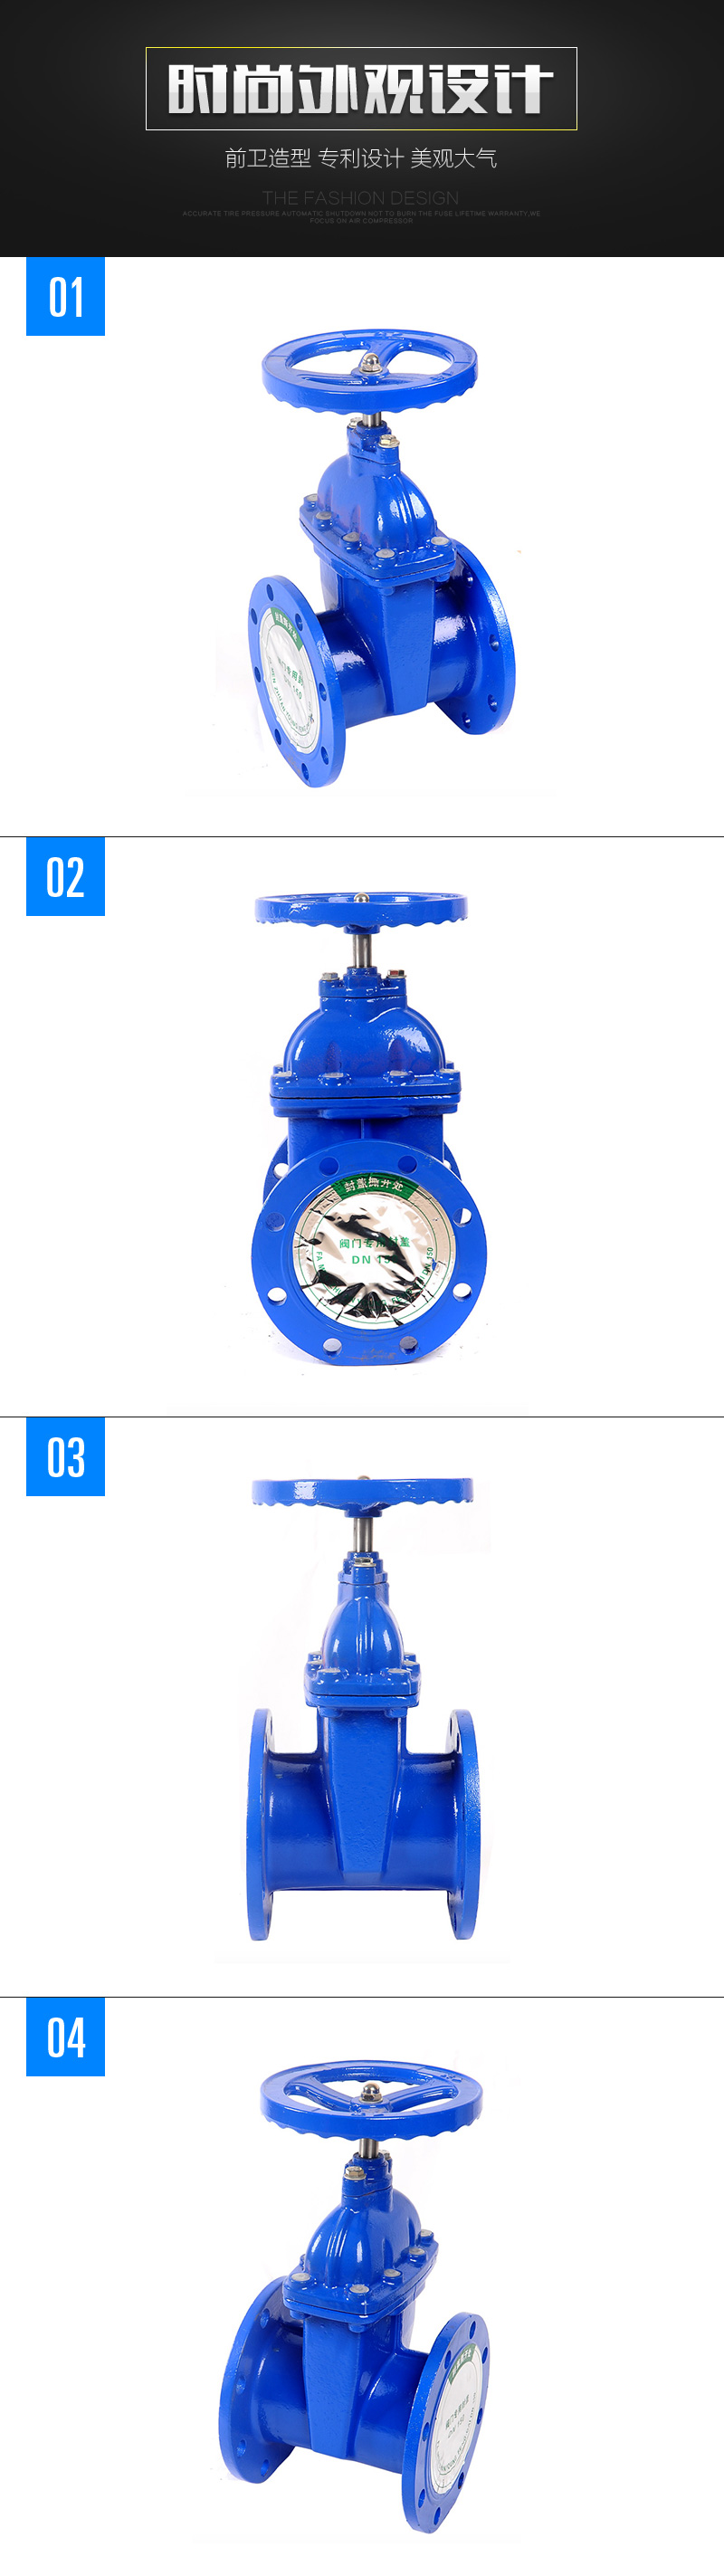 时尚外观设计
前卫造型 专利设计 美观大气
THE FASHION DESIGN
ACCURATE TIRE PRESSURE AUTOMATIC SHUTDOWN NOT TO BURN THE FUSE LIFETIME WARRANTY,WE
FOCUS ON AIR COMPRESSOR
01
02
封盖撕开处
阀门专用封盖
DN 150
03
04